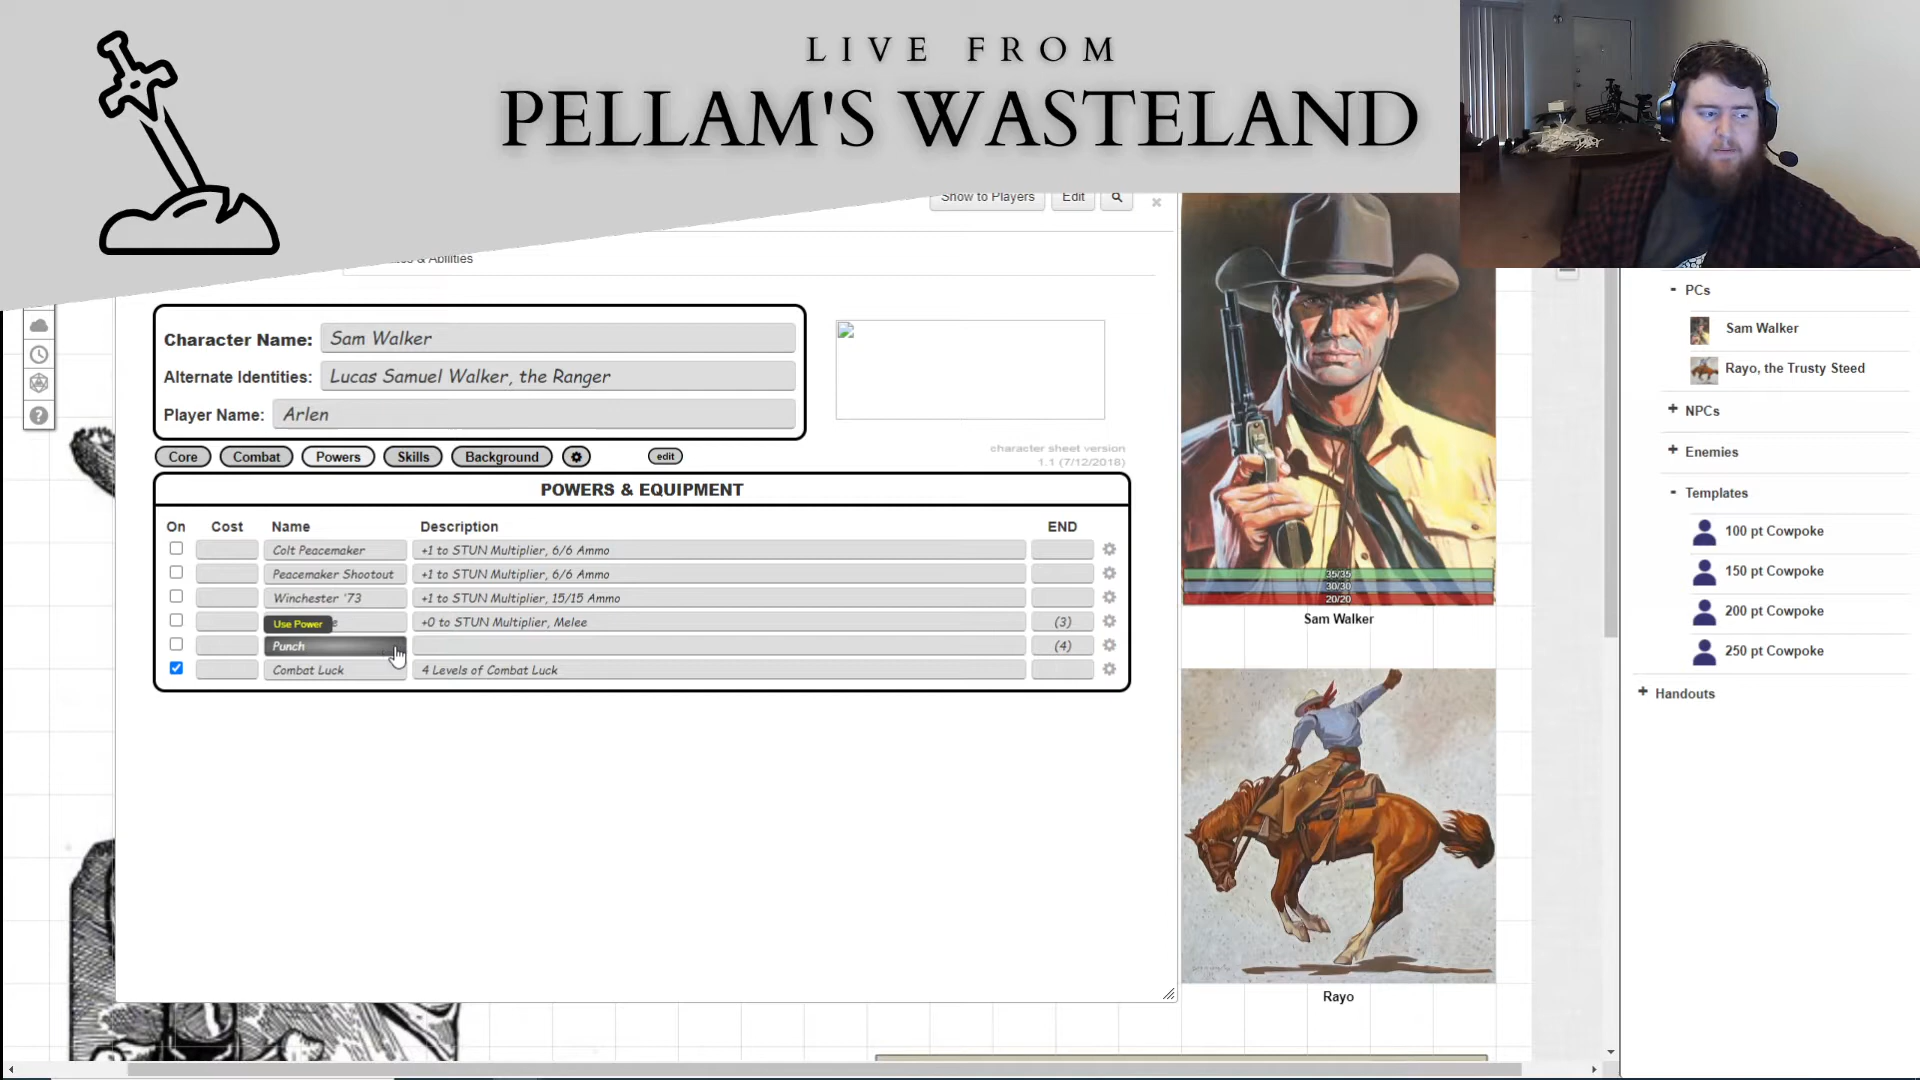 LIVE FROM
PELLAM'S WASTELAND
Show to Players Edit
& Abilities
Character Name: Sam Walker
Alternate Identities: Lucas Samuel Walker, the Ranger
Player Name: Arlen
Core Combat Powers Skills Background edit
character sheet version
1.1 (7/12/2018)
POWERS & EQUIPMENT
On Cost Name Description END
Colt Peacemaker +1 to STUN Multiplier, 6/6 Ammo
Peacemaker Shootout +1 to STUN Multiplier, 6/6 Ammo
Winchester '73 +1 to STUN Multiplier, 15/15 Ammo
Use Power e +0 to STUN Multiplier, Melee (3)
Punch (4)
Combat Luck 4 Levels of Combat Luck
35/35
30/30
20/20
Sam Walker
Rayo
PCs
Sam Walker
Rayo, the Trusty Steed
NPCs
Enemies
Templates
100 pt Cowpoke
150 pt Cowpoke
200 pt Cowpoke
250 pt Cowpoke
Handouts